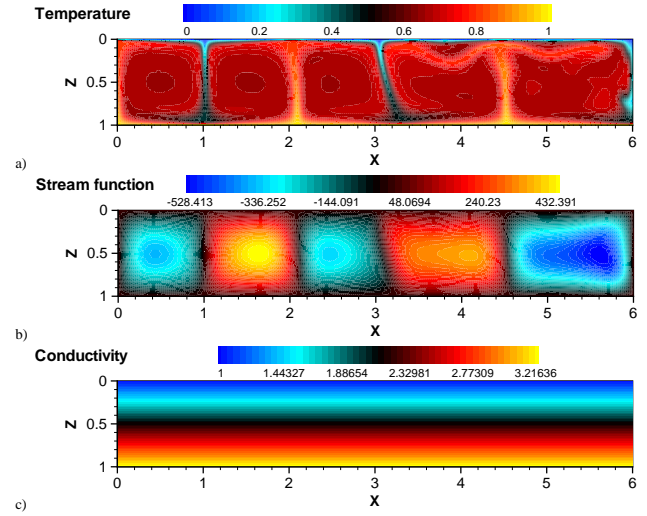 Temperature
0 0.2 0.4 0.6 0.8 1
0
0.5
1
Z
0 1 2 3 4 5 6
X
a)
Stream function
-528.413 -336.252 -144.091 48.0694 240.23 432.391
0
0.5
1
Z
0 1 2 3 4 5 6
X
b)
Conductivity
1 1.44327 1.88654 2.32981 2.77309 3.21636
0
0.5
1
Z
0 1 2 3 4 5 6
X
c)